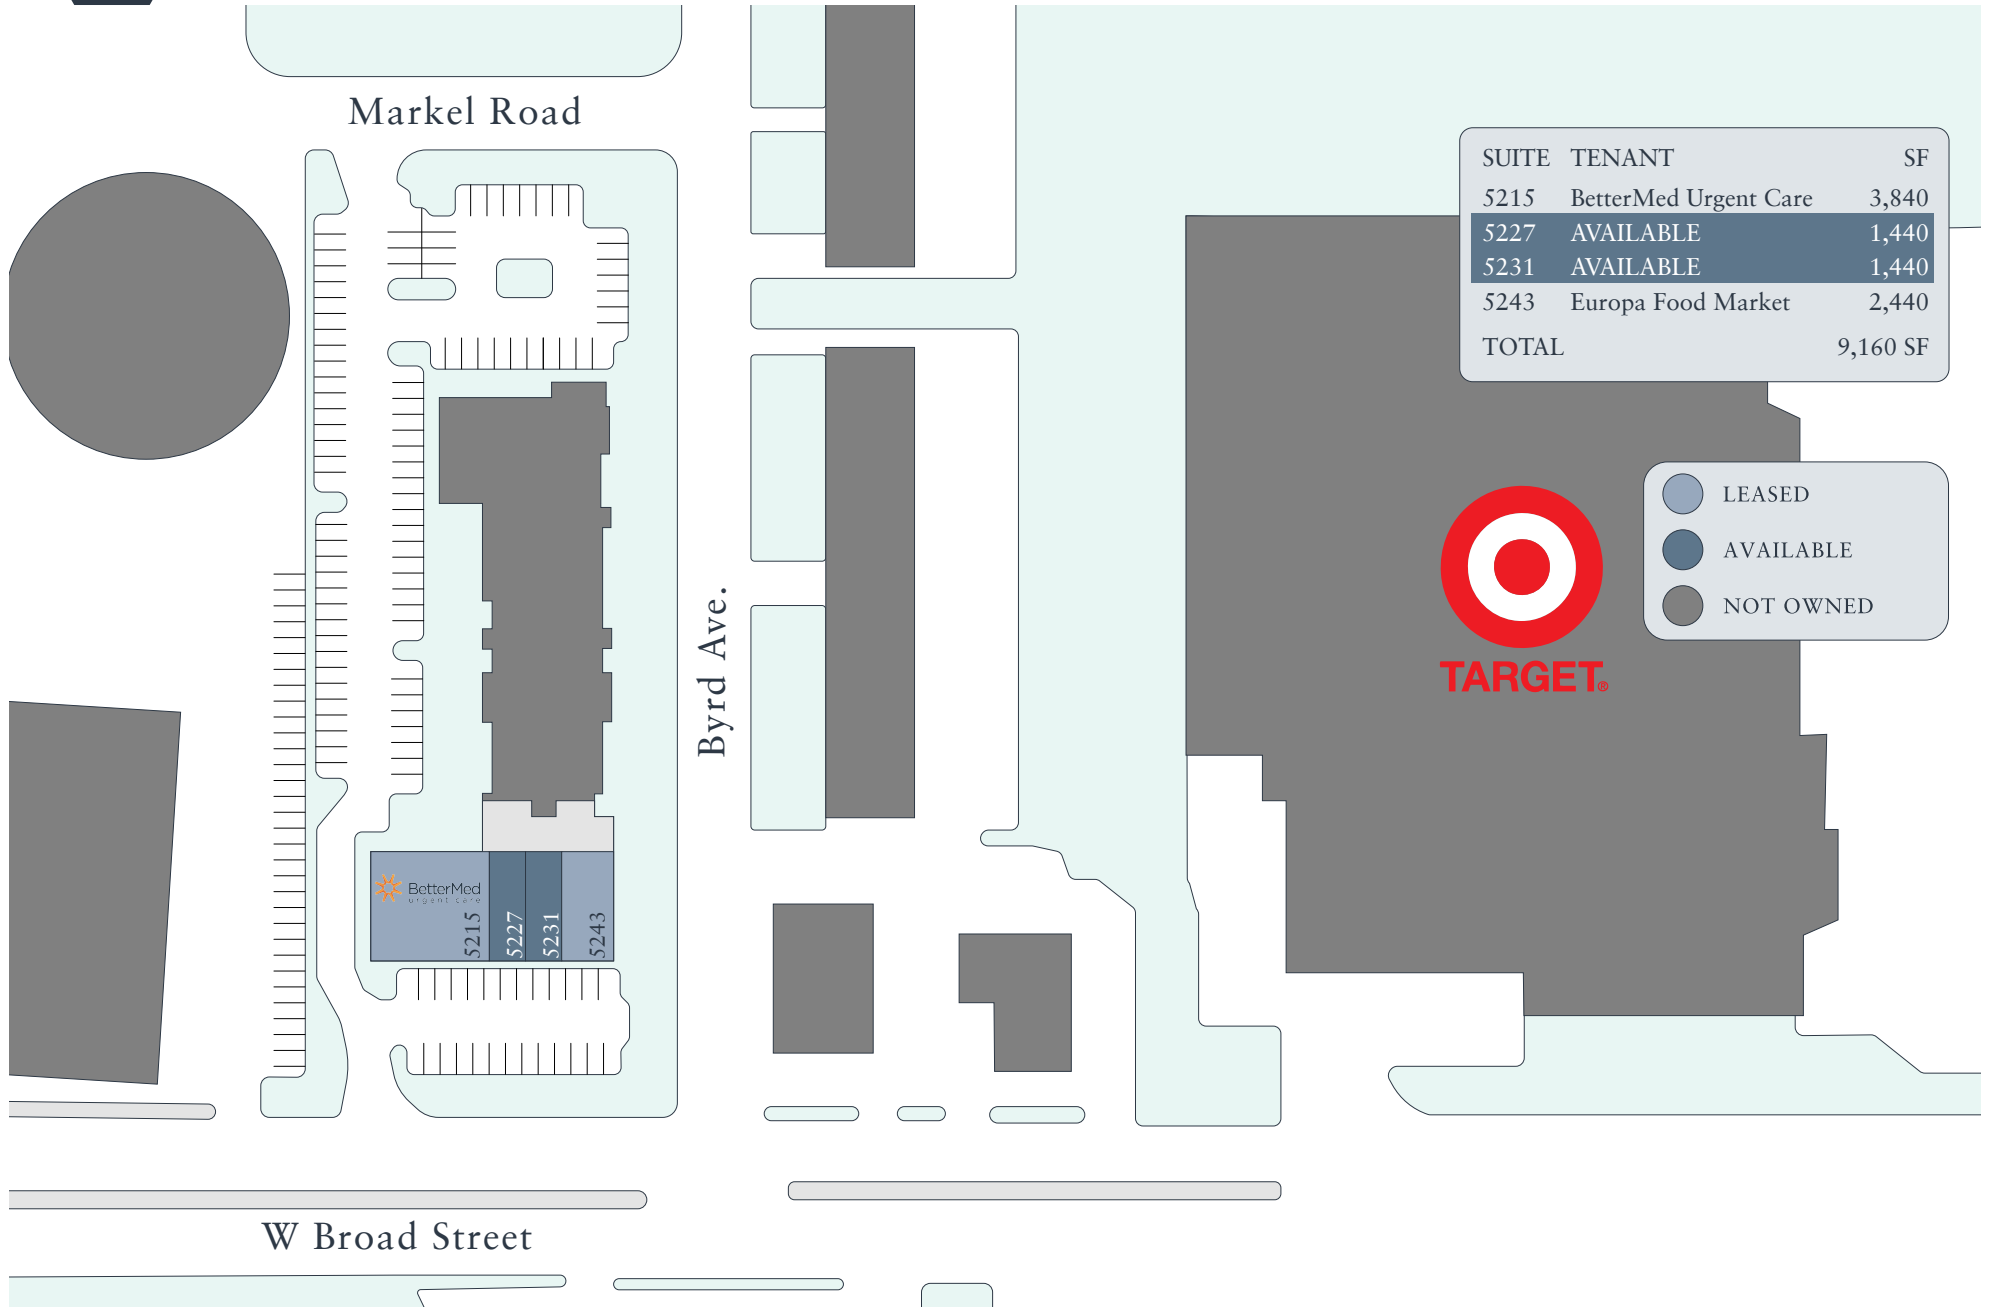 Markel Road
SUITE TENANT SF
5215 BetterMed Urgent Care 3,840
5227 AVAILABLE 1,440
5231 AVAILABLE 1,440
5243 Europa Food Market 2,440
TOTAL 9,160 SF
LEASED
AVAILABLE
NOT OWNED
TARGET®
Byrd Ave.
BetterMed
urgent care
5215
5227
5231
5243
W Broad Street